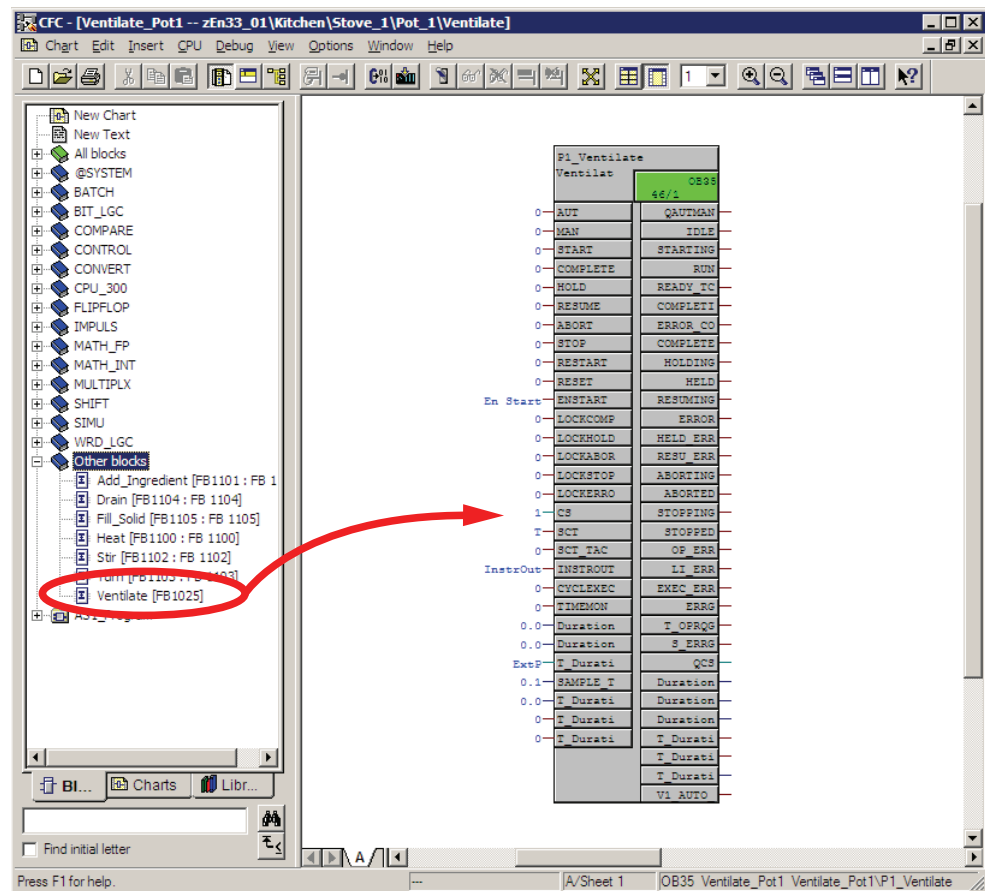 CFC - [Ventilate_Pot1 -- zEn33_01\Kitchen\Stove_1\Pot_1\Ventilate]
Chart Edit Insert CPU Debug View Options Window Help
1
New Chart
New Text
All blocks
@SYSTEM
BATCH
BIT_LGC
COMPARE
CONTROL
CONVERT
CPU_300
FLIPFLOP
IMPULS
MATH_FP
MATH_INT
MULTIPLX
SHIFT
SIMU
WRD_LGC
Other blocks
Add_Ingredient [FB1101 : FB 1
Drain [FB1104 : FB 1104]
Fill_Solid [FB1105 : FB 1105]
Heat [FB1100 : FB 1100]
Stir [FB1102 : FB 1102]
Turn [FB1103 : FB 1103]
Ventilate [FB1025]
Bl... Charts Libr...
Find initial letter
P1_Ventilate
Ventilat
OB35
46/1
0 AUT QAUTMAN
0 MAN IDLE
0 START STARTING
0 COMPLETE RUN
0 HOLD READY_TC
0 RESUME COMPLETI
0 ABORT ERROR_CO
0 STOP COMPLETE
0 RESTART HOLDING
0 RESET HELD
En Start ENSTART RESUMING
0 LOCKCOMP ERROR
0 LOCKHOLD HELD_ERR
0 LOCKABOR RESU_ERR
0 LOCKSTOP ABORTING
0 LOCKERRO ABORTED
1 CS STOPPING
T SCT STOPPED
0 SCT_TAC OP_ERR
InstrOut INSTROUT LI_ERR
0 CYCLEXEC EXEC_ERR
0 TIMEMON ERRG
0.0 Duration T_OPRQG
0.0 Duration S_ERRG
ExtP T_Durati QCS
0.1 SAMPLE_T Duration
0.0 T_Durati Duration
0 T_Durati T_Durati
0 T_Durati T_Durati
T_Durati
T_Durati
V1_AUTO_
A
Press F1 for help. --- A/Sheet 1 OB35 Ventilate_Pot1 Ventilate_Pot1\P1_Ventilate